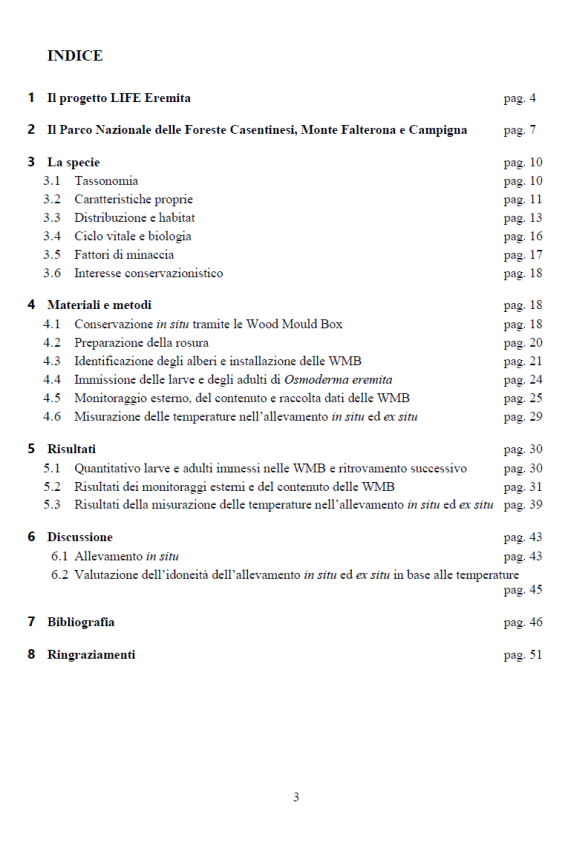 INDICE
1 Il progetto LIFE Eremita pag. 4
2 Il Parco Nazionale delle Foreste Casentinesi, Monte Falterona e Campigna pag. 7
3 La specie pag. 10
3.1 Tassonomia pag. 10
3.2 Caratteristiche proprie pag. 11
3.3 Distribuzione e habitat pag. 13
3.4 Ciclo vitale e biologia pag. 16
3.5 Fattori di minaccia pag. 17
3.6 Interesse conservazionistico pag. 18
4 Materiali e metodi pag. 18
4.1 Conservazione in situ tramite le Wood Mould Box pag. 18
4.2 Preparazione della rosura pag. 20
4.3 Identificazione degli alberi e installazione delle WMB pag. 21
4.4 Immissione delle larve e degli adulti di Osmoderma eremita pag. 24
4.5 Monitoraggio esterno, del contenuto e raccolta dati delle WMB pag. 25
4.6 Misurazione delle temperature nell'allevamento in situ ed ex situ pag. 29
5 Risultati pag. 30
5.1 Quantitativo larve e adulti immessi nelle WMB e ritrovamento successivo pag. 30
5.2 Risultati dei monitoraggi esterni e del contenuto delle WMB pag. 31
5.3 Risultati della misurazione delle temperature nell'allevamento in situ ed ex situ pag. 39
6 Discussione pag. 43
6.1 Allevamento in situ pag. 43
6.2 Valutazione dell'idoneità dell'allevamento in situ ed ex situ in base alle temperature
pag. 45
7 Bibliografia pag. 46
8 Ringraziamenti pag. 51
3